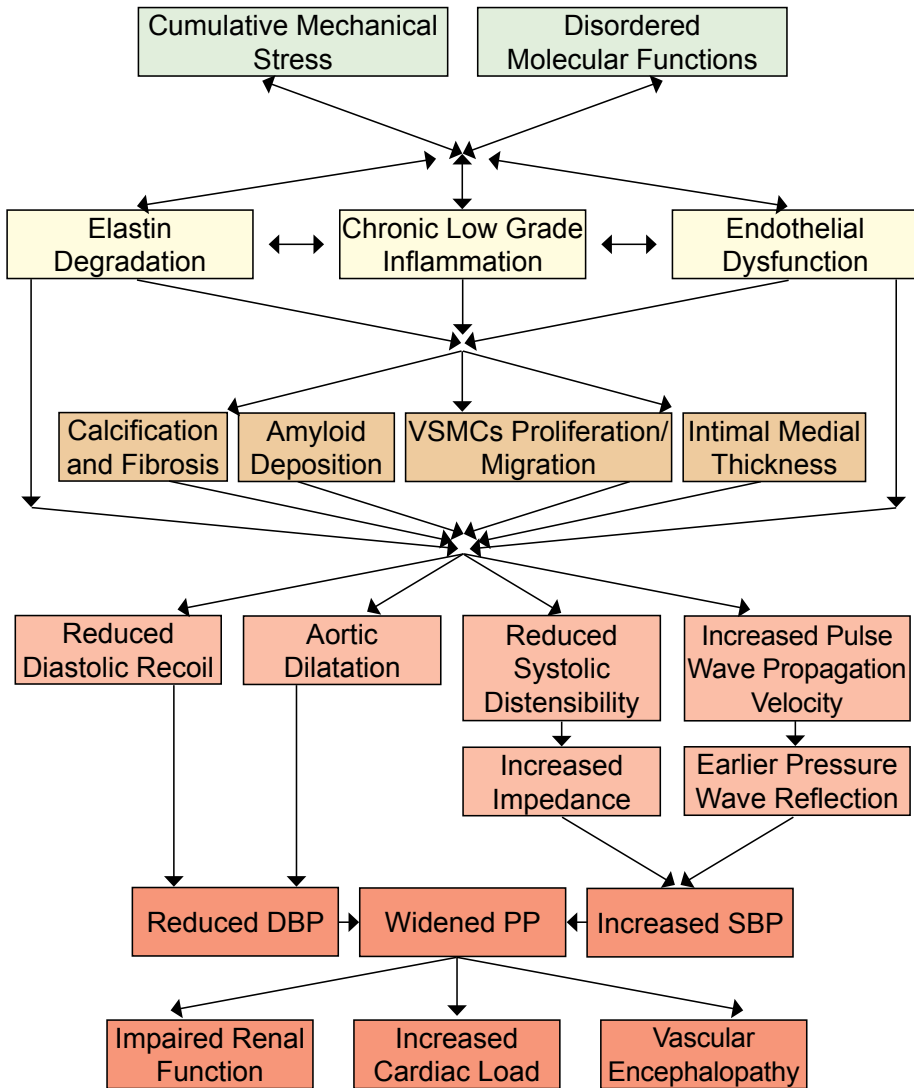 Cumulative Mechanical
Stress
Disordered
Molecular Functions
Elastin
Degradation
Chronic Low Grade
Inflammation
Endothelial
Dysfunction
Calcification
and Fibrosis
Amyloid
Deposition
VSMCs Proliferation/
Migration
Intimal Medial
Thickness
Reduced
Diastolic Recoil
Aortic
Dilatation
Reduced
Systolic
Distensibility
Increased Pulse
Wave Propagation
Velocity
Increased
Impedance
Earlier Pressure
Wave Reflection
Reduced DBP
Widened PP
Increased SBP
Impaired Renal
Function
Increased
Cardiac Load
Vascular
Encephalopathy